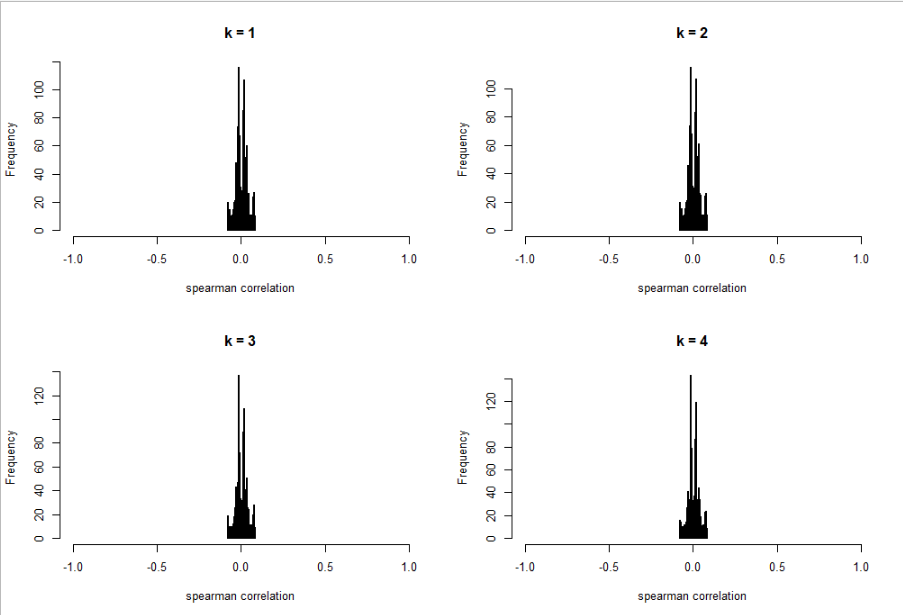 k = 1
Frequency
0 20 40 60 80 100
-1.0 -0.5 0.0 0.5 1.0
spearman correlation
k = 2
Frequency
0 20 40 60 80 100
-1.0 -0.5 0.0 0.5 1.0
spearman correlation
k = 3
Frequency
0 20 40 60 80 120
-1.0 -0.5 0.0 0.5 1.0
spearman correlation
k = 4
Frequency
0 20 40 60 80 120
-1.0 -0.5 0.0 0.5 1.0
spearman correlation